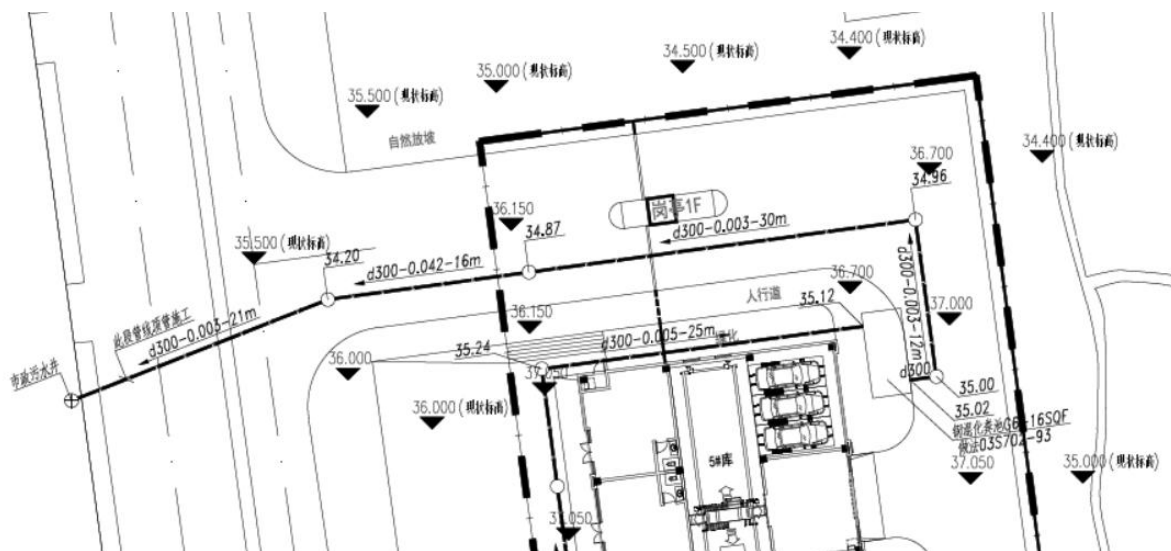 34.400(现状标高)
34.500(现状标高)
35.000(现状标高)
35.500(现状标高)
自然放坡
34.400(现状标高)
36.700
34.96
岗亭1F
36.150
d300-0.003-30m
34.87
35.500(现状标高)
34.20
d300-0.042-16m
d300-0.003-12m
36.700
人行道
35.12
37.000
此段管线顶管施工
d300-0.003-21m
36.150
d300-0.005-25m
绿化
35.24
36.000
市政污水井
37.050
d300
35.00
36.000(现状标高)
35.02
钢混化粪池G6-16SQF
做法03S702-93
5#库
37.050
35.000(现状标高)
37.050